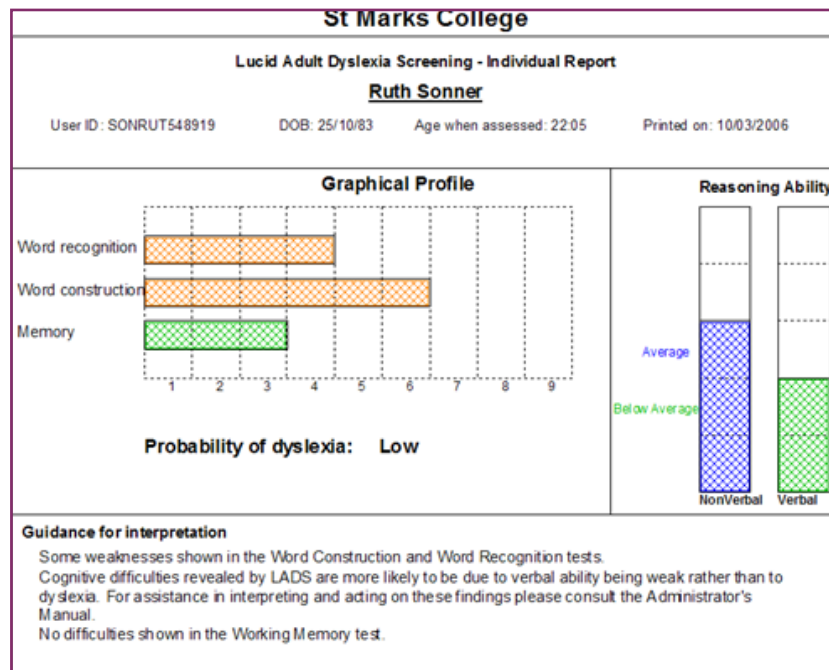 St Marks College
Lucid Adult Dyslexia Screening - Individual Report
Ruth Sonner
User ID: SONRUT548919 DOB: 25/10/83 Age when assessed: 22:05 Printed on: 10/03/2006
Graphical Profile
Word recognition
Word construction
Memory
1 2 3 4 5 6 7 8 9
Probability of dyslexia: Low
Reasoning Ability
Average
Below Average
NonVerbal Verbal
Guidance for interpretation
Some weaknesses shown in the Word Construction and Word Recognition tests.
Cognitive difficulties revealed by LADS are more likely to be due to verbal ability being weak rather than to
dyslexia. For assistance in interpreting and acting on these findings please consult the Administrator's
Manual.
No difficulties shown in the Working Memory test.